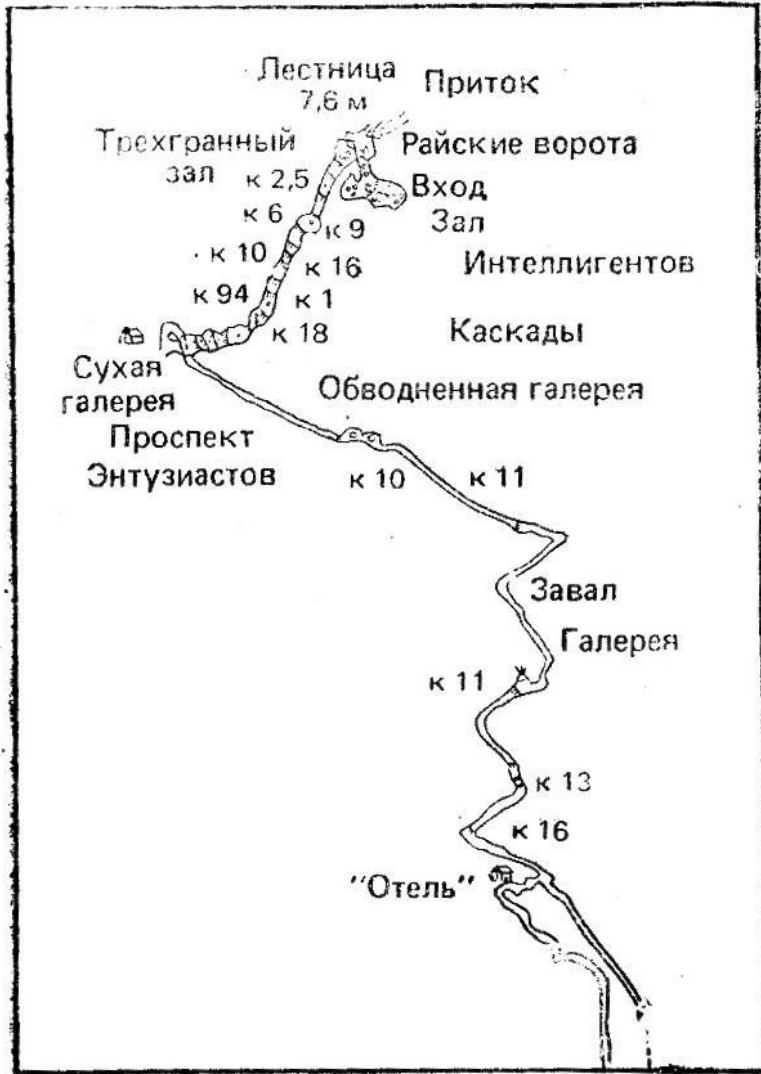 Лестница
7,6 м
Приток
Трехгранный
зал
Райские ворота
к 2,5
Вход
к 6
к 9
Зал
к 10
к 16
Интеллигентов
к 94
к 1
к 18
Каскады
Сухая
галерея
Обводненная галерея
Проспект
Энтузиастов
к 10
к 11
Завал
Галерея
к 11
к 13
к 16
"Отель"